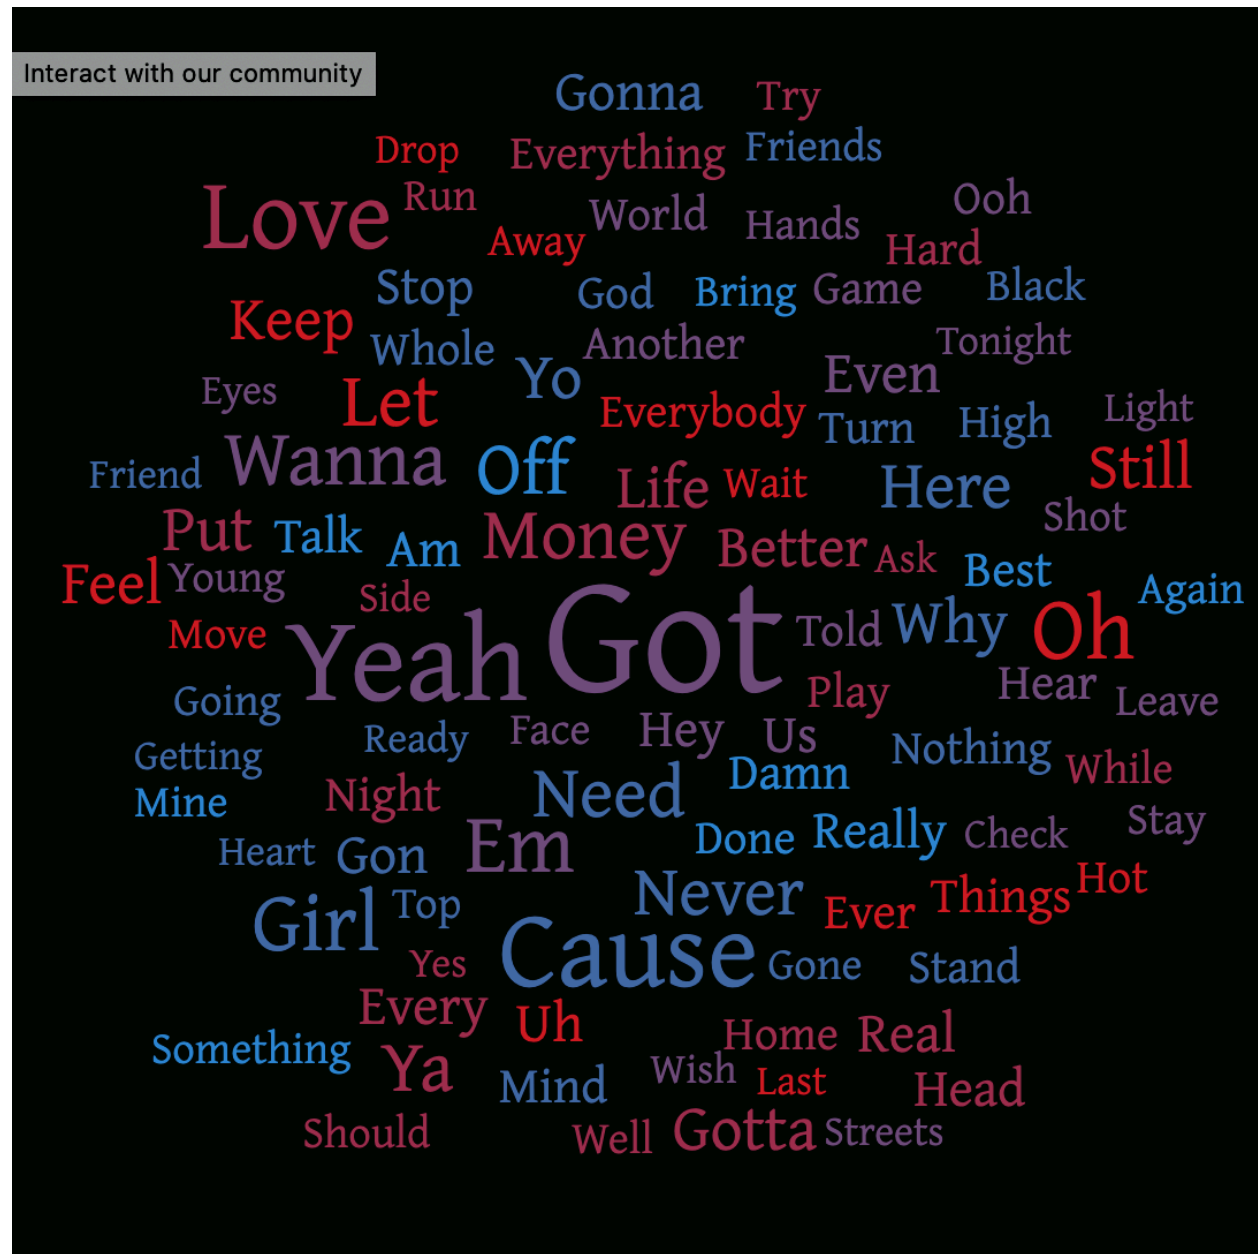 Interact with our community
Gonna Try
Drop Everything Friends
Love Run World Hands Ooh
Away Hard
Stop God Bring Game Black
Keep Whole Another Tonight
Eyes Let Yo Everybody Even Turn High Light
Friend Wanna Off Life Wait Here Still
Put Talk Am Money Better Ask Shot
Feel Young Side Best Again
Move Yeah Got Told Why Oh
Going Play Hear Leave
Getting Ready Face Hey Us Nothing While
Mine Night Need Damn
Heart Gon Em Done Really Check Stay
Girl Top Never Ever Things Hot
Yes Cause Gone Stand
Every Uh Home Real
Something Ya Mind Wish Last Head
Should Well Gotta Streets